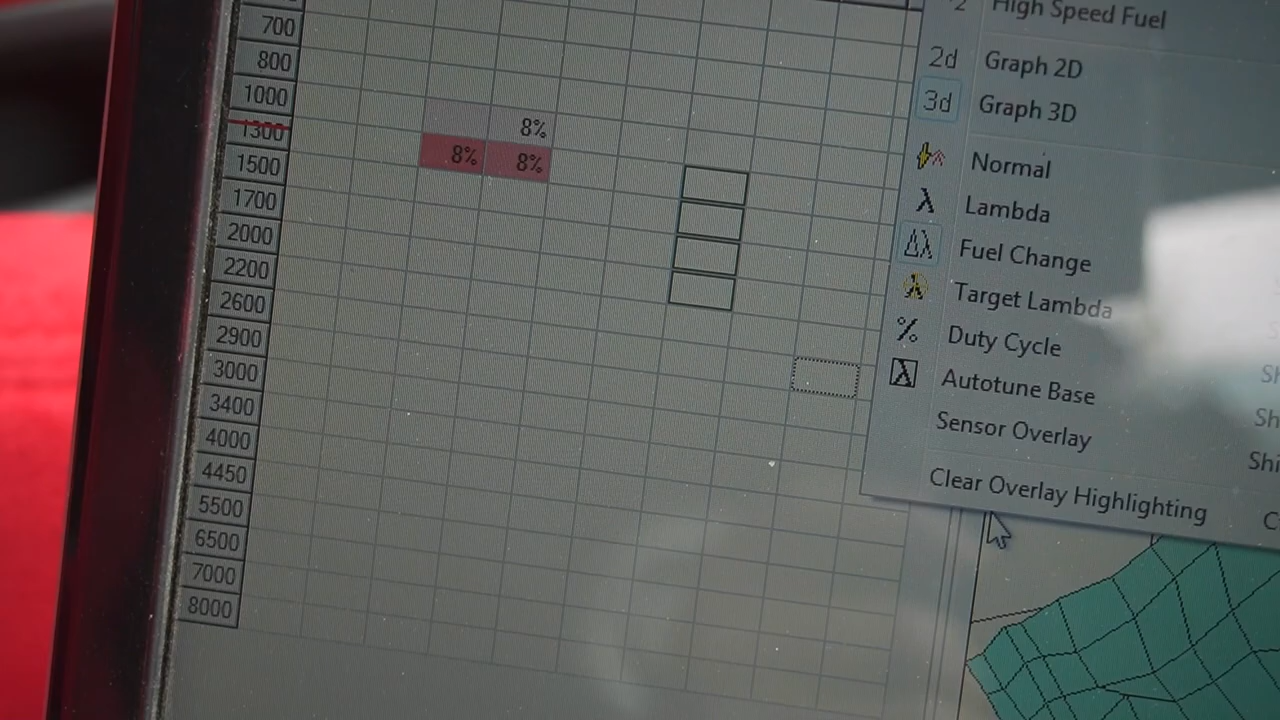 High Speed Fuel
700
800
2d Graph 2D
1000
3d Graph 3D
1300 8%
1500 8% 8%
Normal
1700
λ Lambda
2000
Fuel Change
2200
Target Lambda
2600
% Duty Cycle
2900
3000
λ Autotune Base
3400
Sensor Overlay
4000
4450
Clear Overlay Highlighting
5500
6500
7000
8000